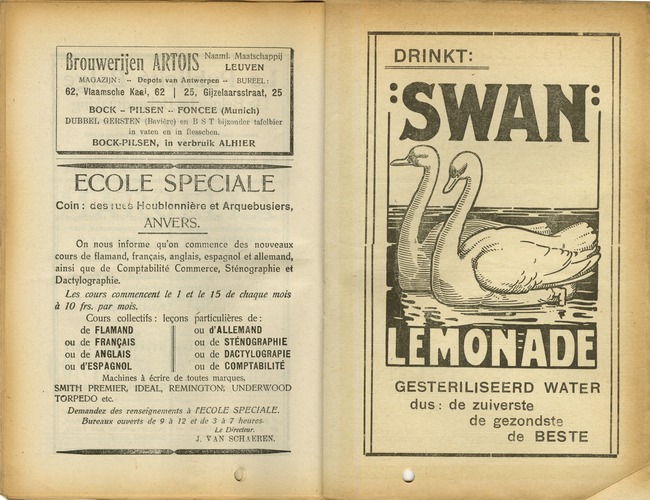 Brouwerijen ARTOIS Naaml. Maatschappij
LEUVEN
MAGAZIJN: -- Depots van Antwerpen -- BUREEL:
62, Vlaamsche Kaai, 62 | 25, Gijzelaarsstraat, 25
BOCK -- PILSEN -- FONCEE (Munich)
DUBBEL GERSTEN (Bavière) en B S T bijzonder tafelbier
in vaten en in flesschen.
BOCK-PILSEN, in verbruik ALHIER
ECOLE SPECIALE
Coin: des rues Houblonnière et Arquebusiers,
ANVERS.
On nous informe qu'on commence des nouveaux
cours de flamand, français, anglais, espagnol et allemand,
ainsi que de Comptabilité Commerce, Sténographie et
Dactylographie.
Les cours commencent le 1 et le 15 de chaque mois
à 10 frs. par mois.
Cours collectifs: leçons particulières de:
de FLAMAND
ou de FRANÇAIS
ou de ANGLAIS
ou d'ESPAGNOL
ou d'ALLEMAND
ou de STÉNOGRAPHIE
ou de DACTYLOGRAPIE
ou de COMPTABILITÉ
Machines à écrire de toutes marques,
SMITH PREMIER, IDEAL, REMINGTON, UNDERWOOD
TORPEDO etc.
Demandez des renseignements à l'ECOLE SPECIALE.
Bureaux ouverts de 9 à 12 et de 3 à 7 heures.
Le Directeur.
J. VAN SCHAEREN.
DRINKT:
:SWAN:
LEMONADE
GESTERILISEERD WATER
dus: de zuiverste
de gezondste
de BESTE